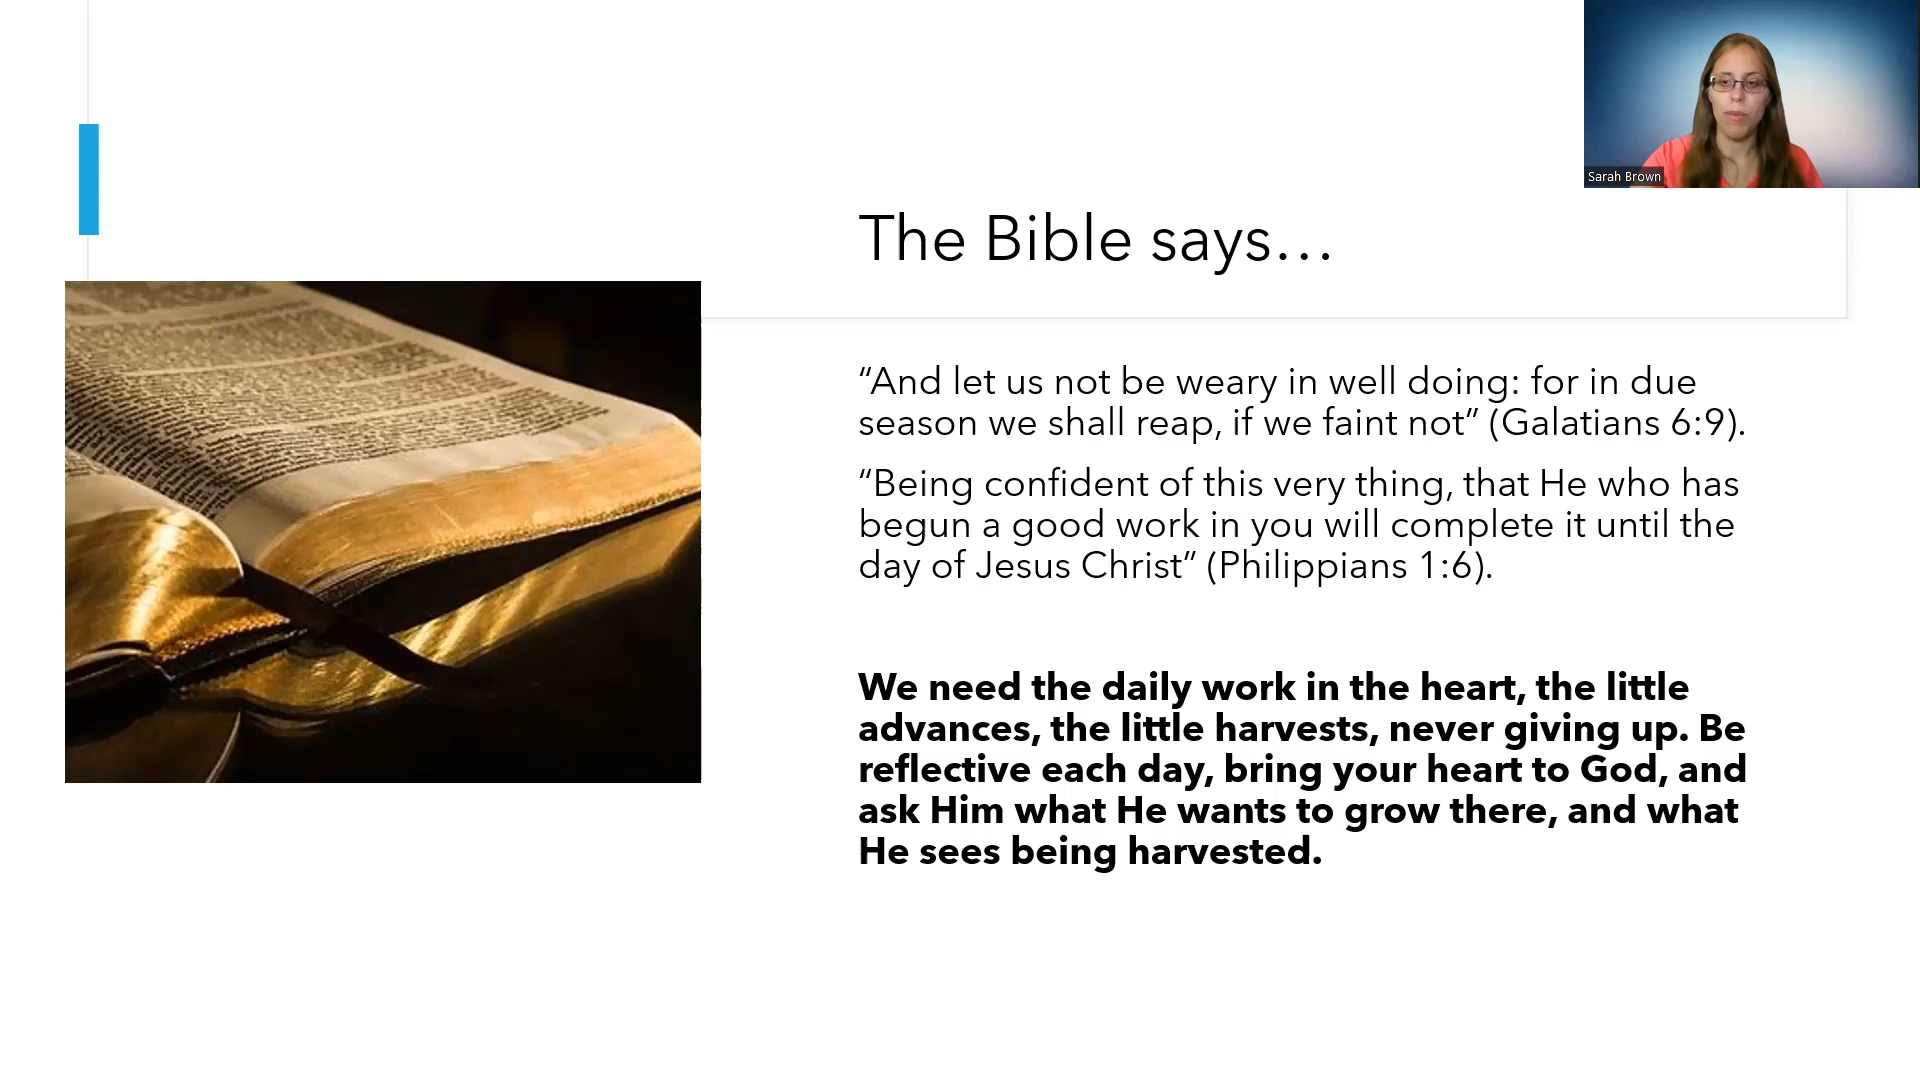 Sarah Brown
The Bible says…
“And let us not be weary in well doing: for in due
season we shall reap, if we faint not” (Galatians 6:9).
“Being confident of this very thing, that He who has
begun a good work in you will complete it until the
day of Jesus Christ” (Philippians 1:6).
We need the daily work in the heart, the little
advances, the little harvests, never giving up. Be
reflective each day, bring your heart to God, and
ask Him what He wants to grow there, and what
He sees being harvested.